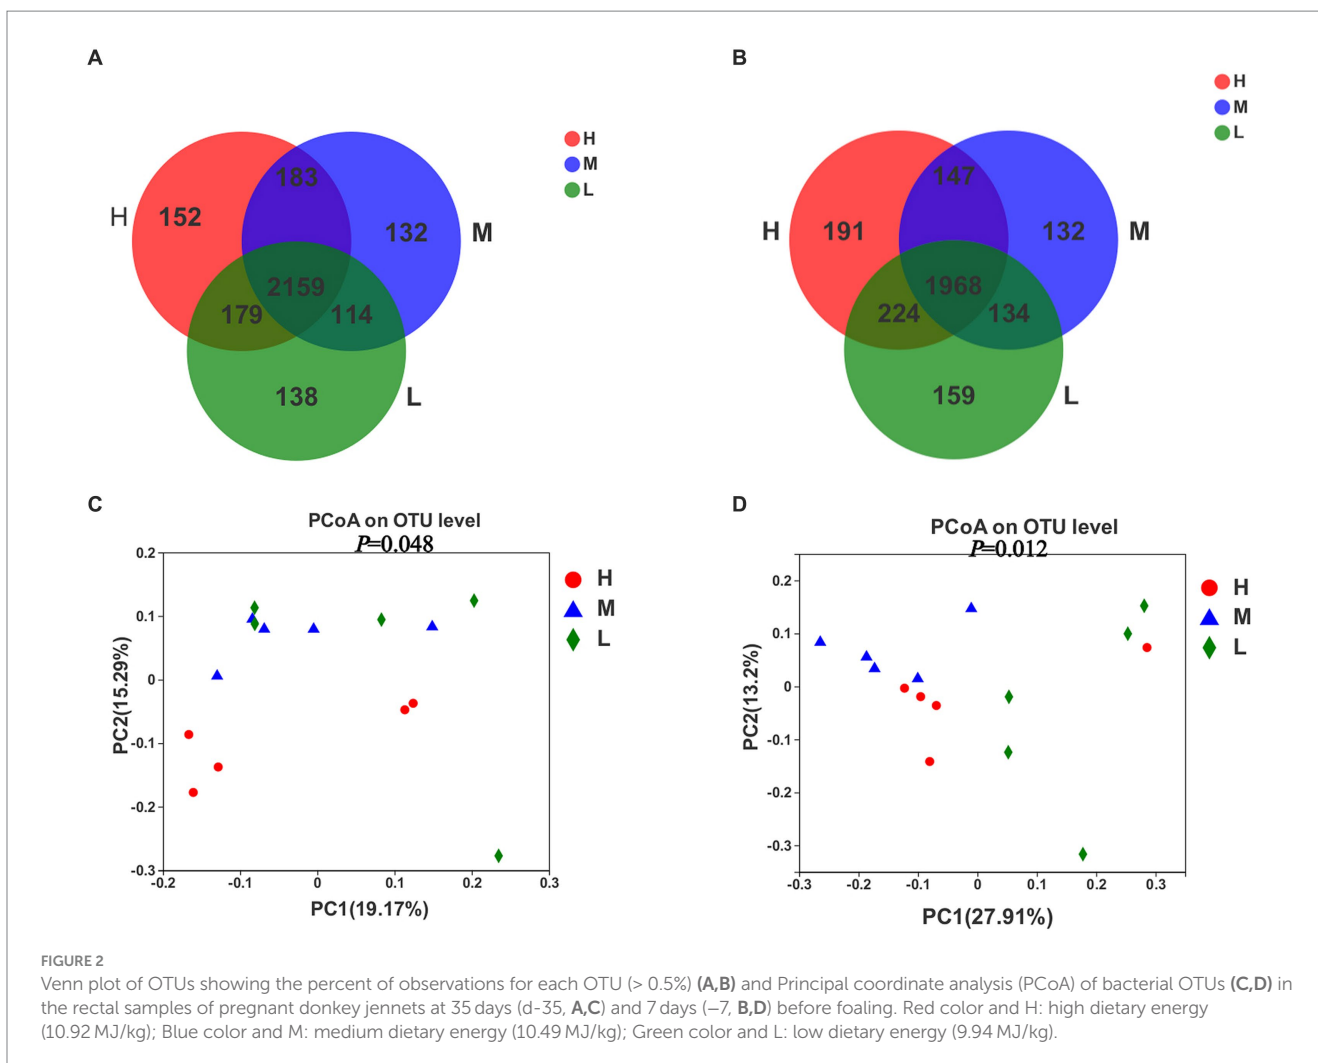 A
H
M
L
183
H
152
132
M
2159
179
114
138
L
B
H
M
L
147
H
191
132
M
1968
224
134
159
L
C
PCoA on OTU level
P=0.048
0.2
0.1
0
-0.1
-0.2
-0.3
PC2(15.29%)
-0.2 -0.1 0 0.1 0.2 0.3
PC1(19.17%)
H
M
L
D
PCoA on OTU level
P=0.012
0.2
0.1
0
-0.1
-0.2
-0.3
PC2(13.2%)
-0.3 -0.2 -0.1 0 0.1 0.2 0.3
PC1(27.91%)
H
M
L
FIGURE 2
Venn plot of OTUs showing the percent of observations for each OTU (> 0.5%) (A,B) and Principal coordinate analysis (PCoA) of bacterial OTUs (C,D) in
the rectal samples of pregnant donkey jennets at 35 days (d-35, A,C) and 7 days (−7, B,D) before foaling. Red color and H: high dietary energy
(10.92 MJ/kg); Blue color and M: medium dietary energy (10.49 MJ/kg); Green color and L: low dietary energy (9.94 MJ/kg).